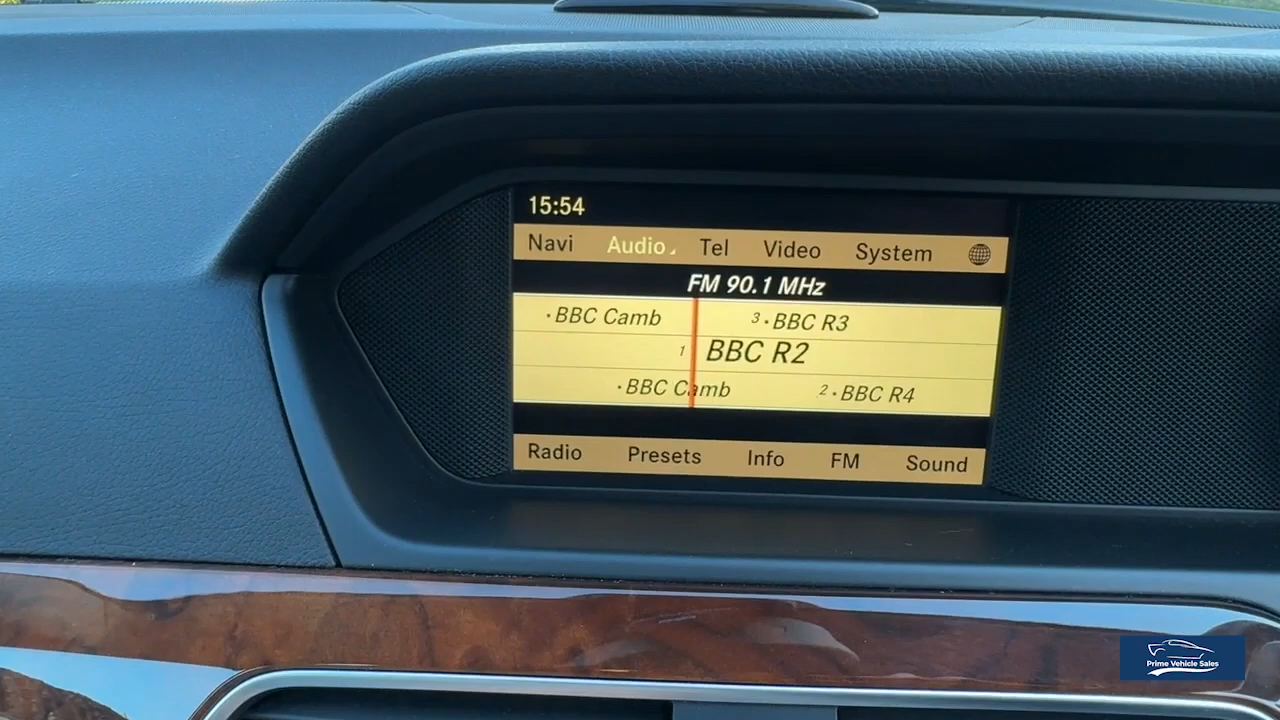 15:54
Navi Audio Tel Video System
FM 90.1 MHz
·BBC Camb 3·BBC R3
1 BBC R2
·BBC Camb 2·BBC R4
Radio Presets Info FM Sound
Prime Vehicle Sales